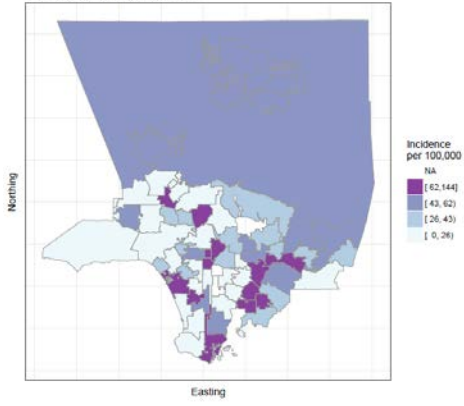 Northing
Easting
Incidence
per 100,000
NA
[ 62,144]
[ 43, 62)
[ 26, 43)
[ 0, 26)